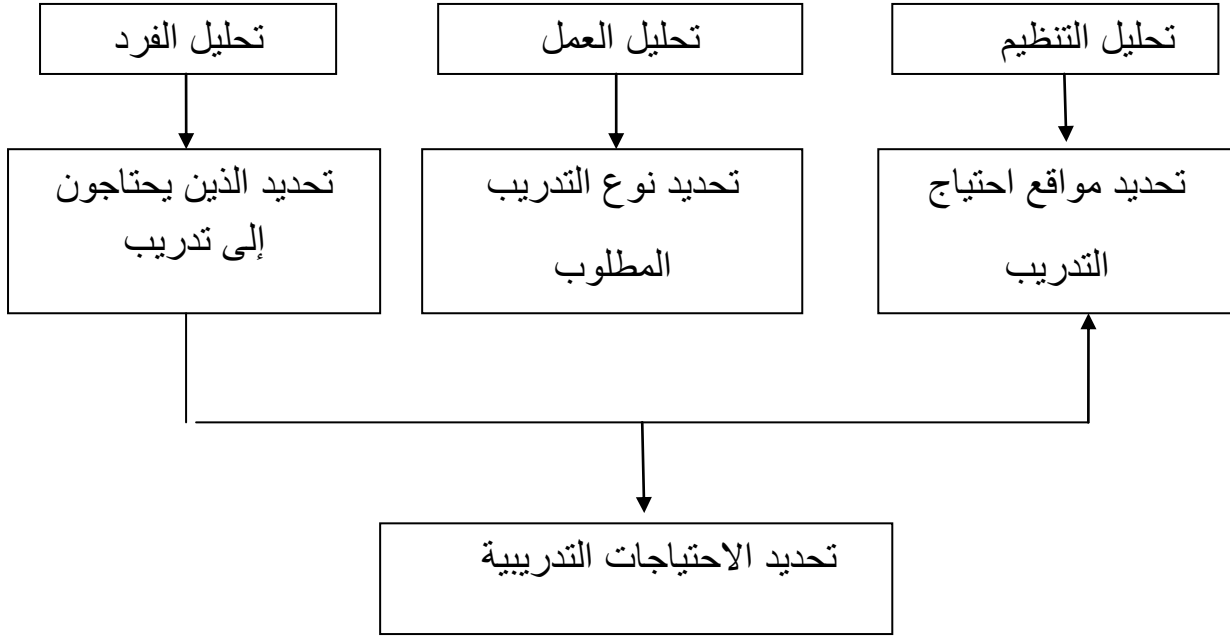 تحليل التنظيم
تحليل العمل
تحليل الفرد
تحديد مواقع احتياج
التدريب
تحديد نوع التدريب
المطلوب
تحديد الذين يحتاجون
إلى تدريب
تحديد الاحتياجات التدريبية